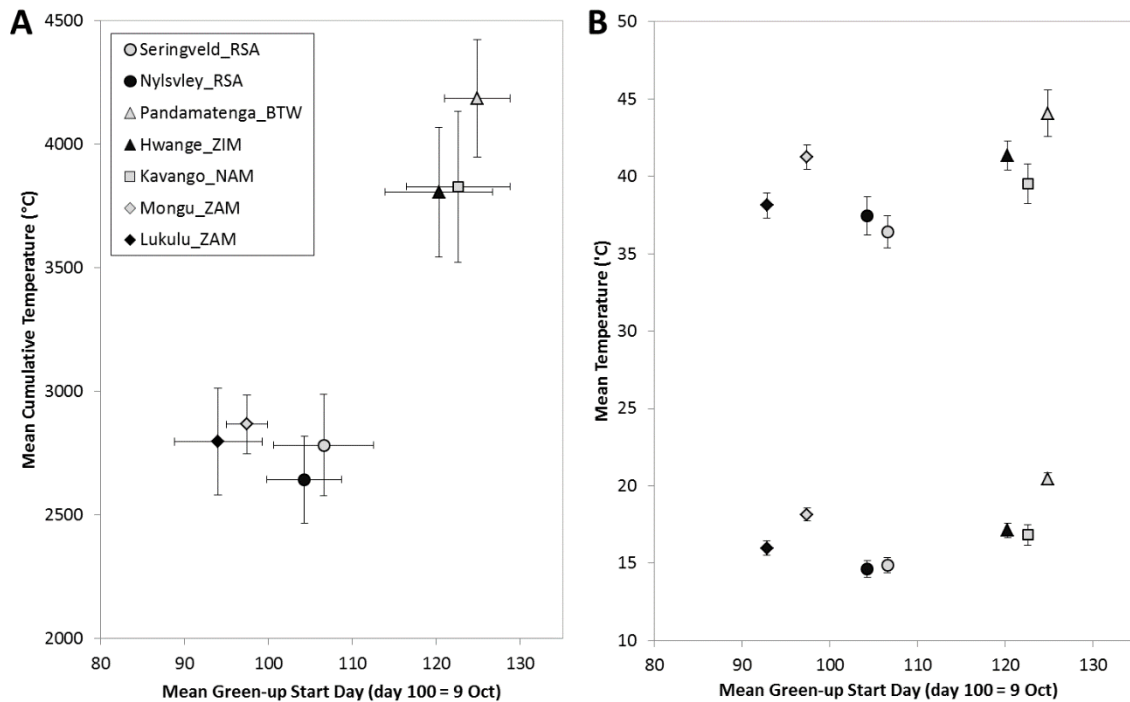 A
4500
4000
3500
3000
2500
2000
Mean Cumulative Temperature (°C)
Seringveld_RSA
Nylsvley_RSA
Pandamatenga_BTW
Hwange_ZIM
Kavango_NAM
Mongu_ZAM
Lukulu_ZAM
80 90 100 110 120 130
Mean Green-up Start Day (day 100 = 9 Oct)
B
50
45
40
35
30
25
20
15
10
Mean Temperature (°C)
80 90 100 110 120 130
Mean Green-up Start Day (day 100 = 9 Oct)